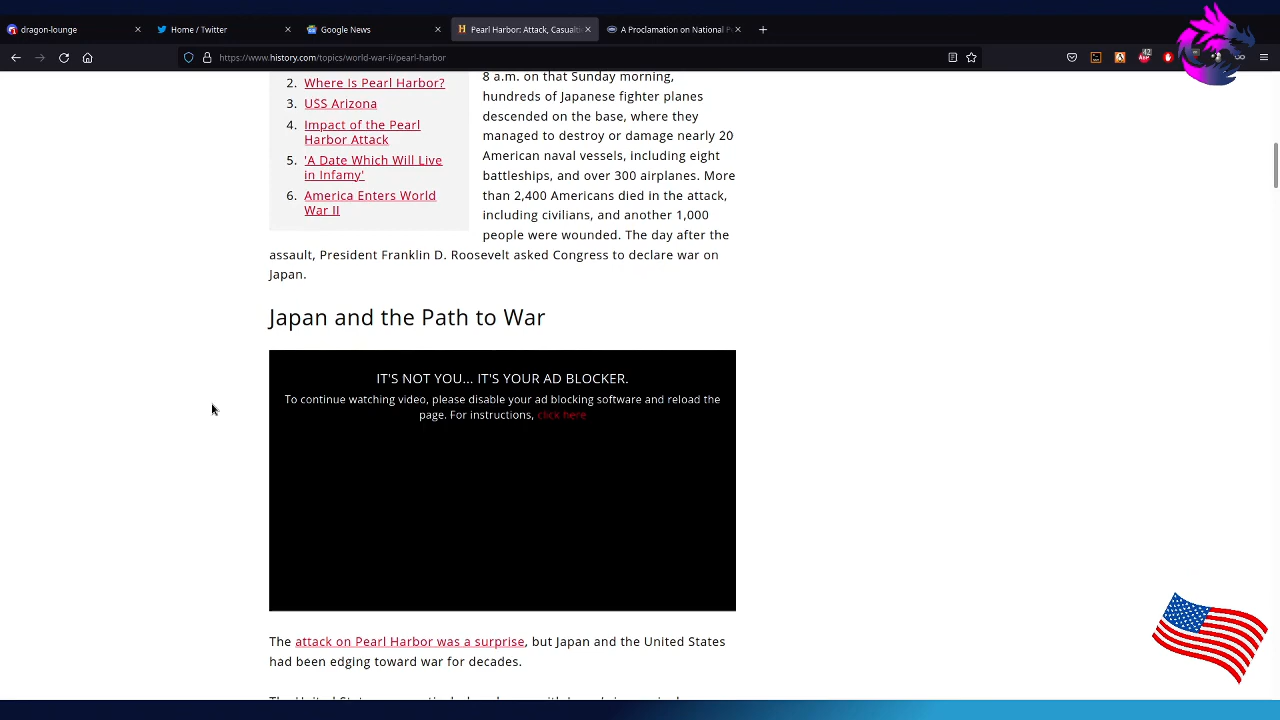 dragon-lounge
Home / Twitter
Google News
Pearl Harbor: Attack, Casualti
A Proclamation on National P
https://www.history.com/topics/world-war-ii/pearl-harbor
42
2. Where Is Pearl Harbor?
3. USS Arizona
4. Impact of the Pearl
Harbor Attack
5. 'A Date Which Will Live
in Infamy'
6. America Enters World
War II
8 a.m. on that Sunday morning,
hundreds of Japanese fighter planes
descended on the base, where they
managed to destroy or damage nearly 20
American naval vessels, including eight
battleships, and over 300 airplanes. More
than 2,400 Americans died in the attack,
including civilians, and another 1,000
people were wounded. The day after the
assault, President Franklin D. Roosevelt asked Congress to declare war on
Japan.
Japan and the Path to War
IT'S NOT YOU... IT'S YOUR AD BLOCKER.
To continue watching video, please disable your ad blocking software and reload the
page. For instructions, click here
The attack on Pearl Harbor was a surprise, but Japan and the United States
had been edging toward war for decades.